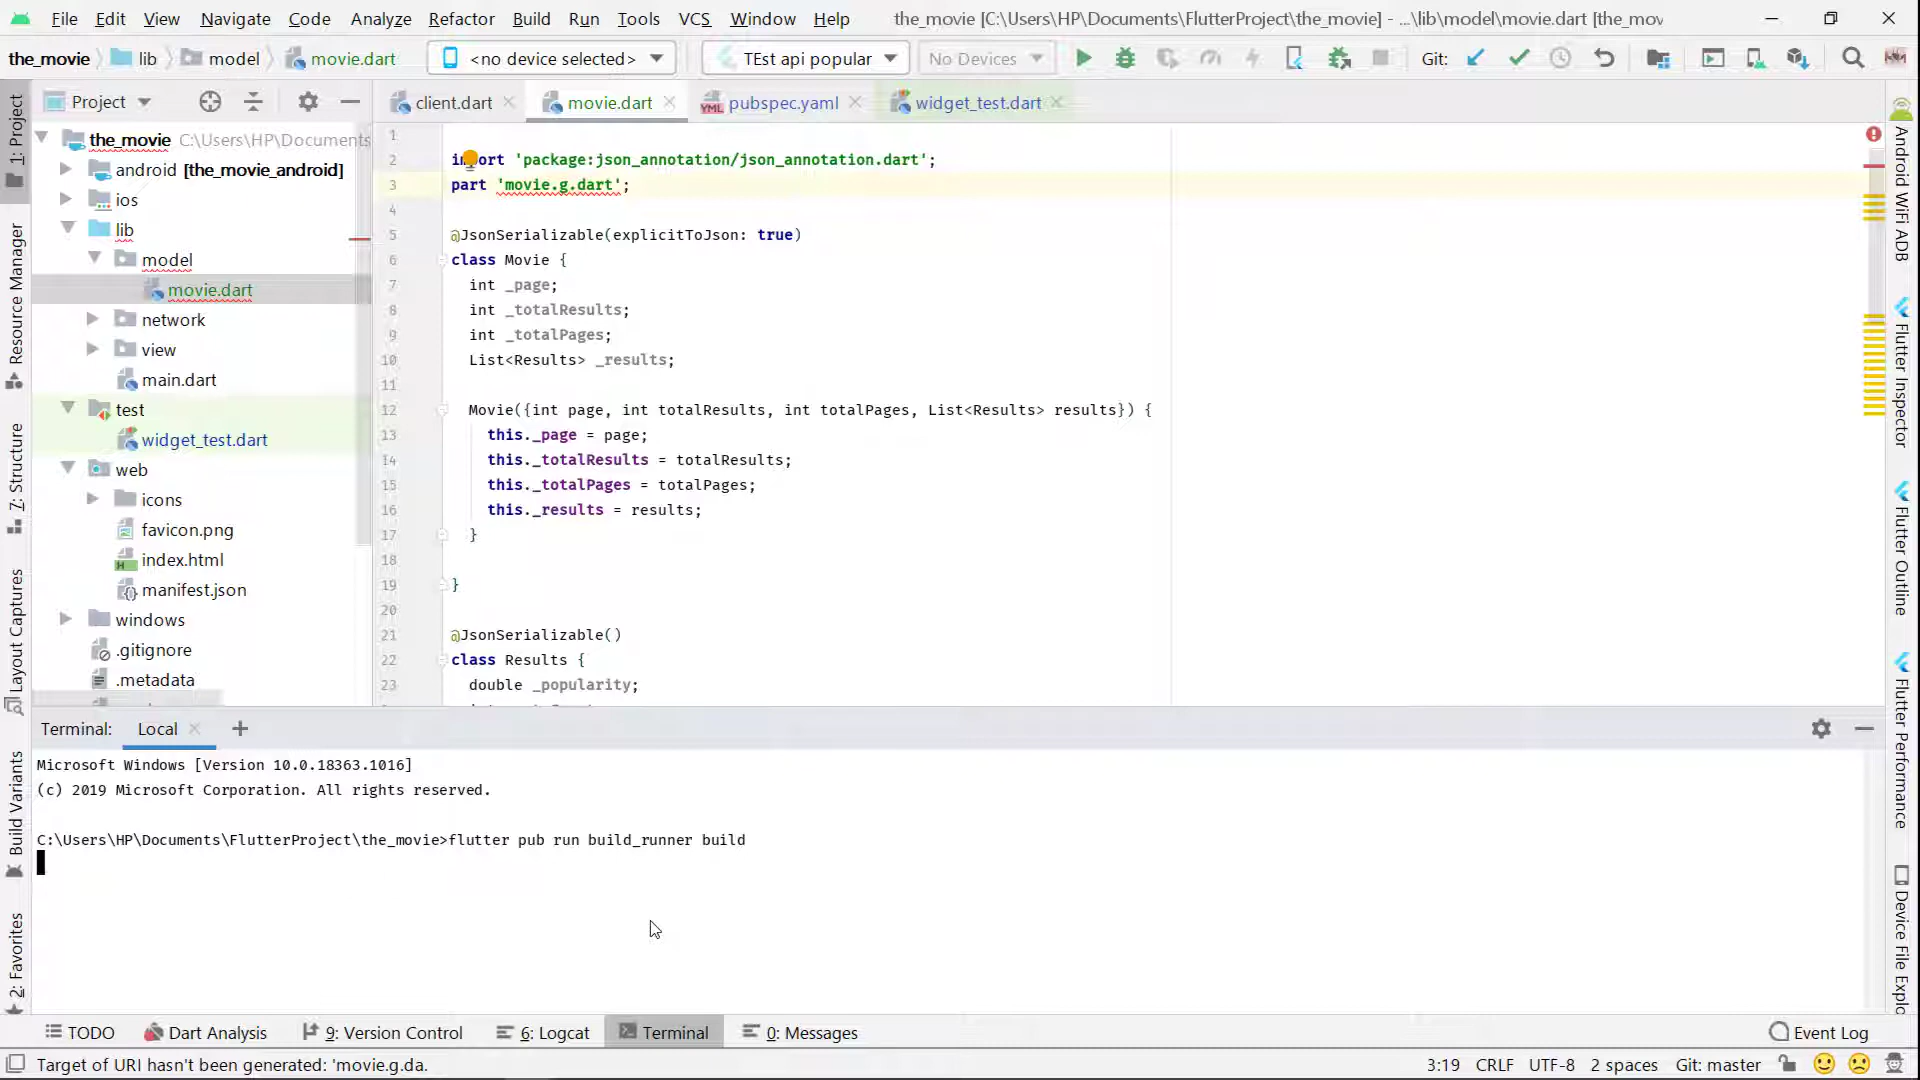 File Edit View Navigate Code Analyze Refactor Build Run Tools VCS Window Help the_movie [C:\Users\HP\Documents\FlutterProject\the_movie] - ...\lib\model\movie.dart [the_mov
the_movie lib model movie.dart <no device selected> TEst api popular No Devices Git:
Project
client.dart movie.dart pubspec.yaml widget_test.dart
the_movie C:\Users\HP\Documents
android [the_movie_android]
ios
lib
model
movie.dart
network
view
main.dart
test
widget_test.dart
web
icons
favicon.png
index.html
manifest.json
windows
.gitignore
.metadata
1
2 import 'package:json_annotation/json_annotation.dart';
3 part 'movie.g.dart';
4
5 @JsonSerializable(explicitToJson: true)
6 class Movie {
7 int _page;
8 int _totalResults;
9 int _totalPages;
10 List<Results> _results;
11
12 Movie({int page, int totalResults, int totalPages, List<Results> results}) {
13 this._page = page;
14 this._totalResults = totalResults;
15 this._totalPages = totalPages;
16 this._results = results;
17 }
18
19 }
20
21 @JsonSerializable()
22 class Results {
23 double _popularity;
1: Project
Resource Manager
7: Structure
Layout Captures
Build Variants
2: Favorites
Android WiFi ADB
Flutter Inspector
Flutter Outline
Flutter Performance
Device File Explo
Terminal: Local
Microsoft Windows [Version 10.0.18363.1016]
(c) 2019 Microsoft Corporation. All rights reserved.
C:\Users\HP\Documents\FlutterProject\the_movie>flutter pub run build_runner build
TODO Dart Analysis 9: Version Control 6: Logcat Terminal 0: Messages Event Log
Target of URI hasn't been generated: 'movie.g.da. 3:19 CRLF UTF-8 2 spaces Git: master